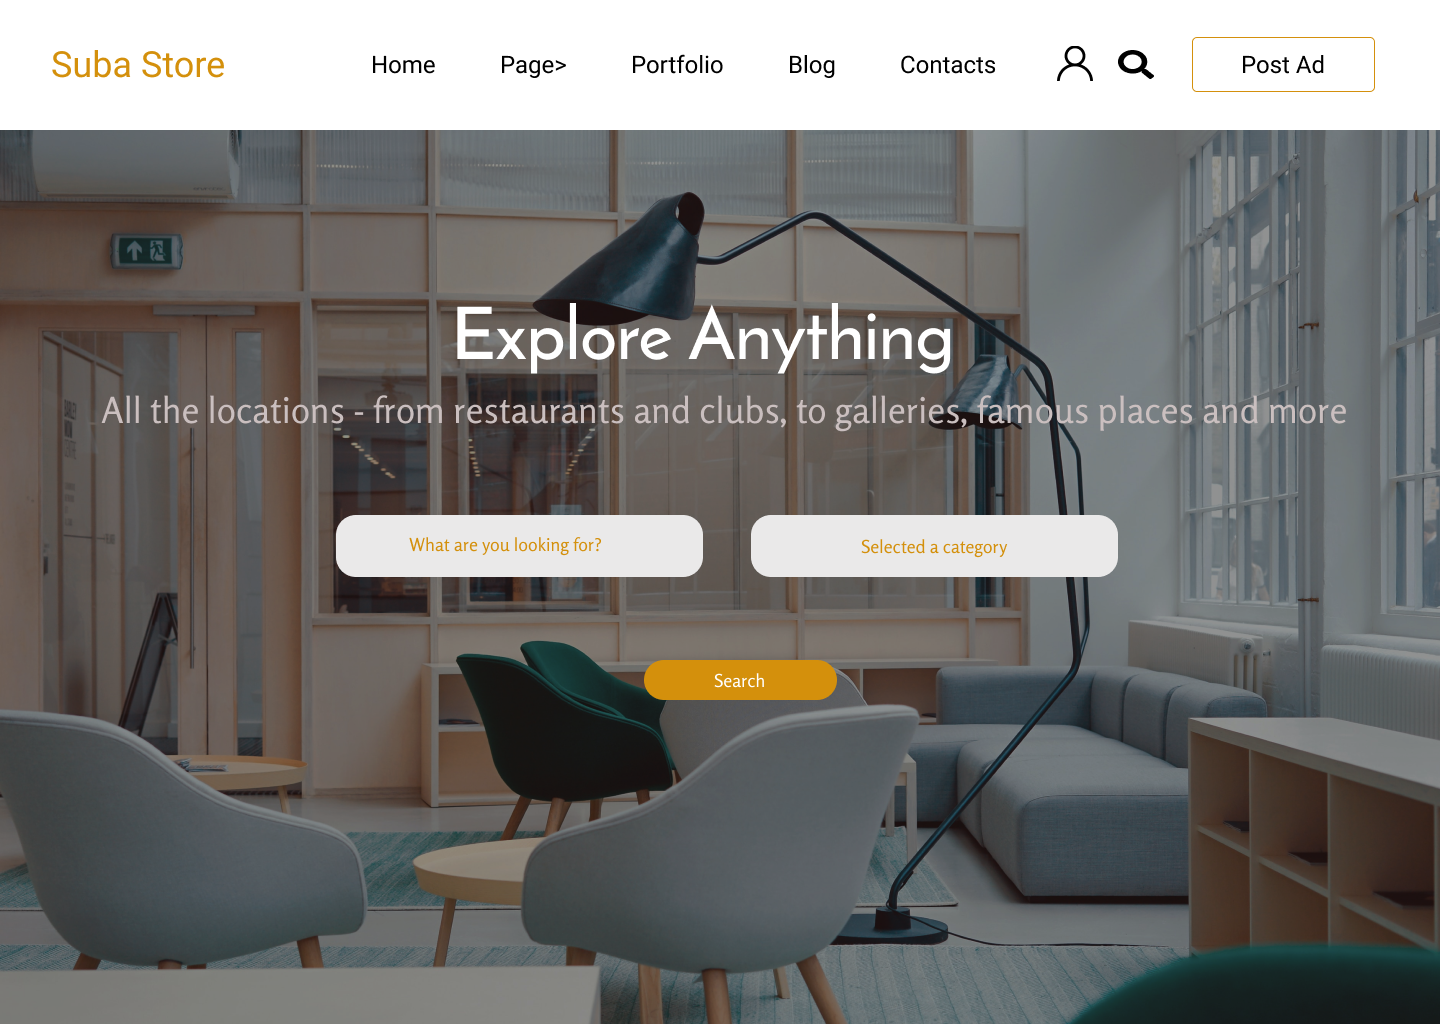 Suba Store
Home
Page>
Portfolio
Blog
Contacts
Post Ad
Explore Anything
All the locations - from restaurants and clubs, to galleries, famous places and more
What are you looking for?
Selected a category
Search